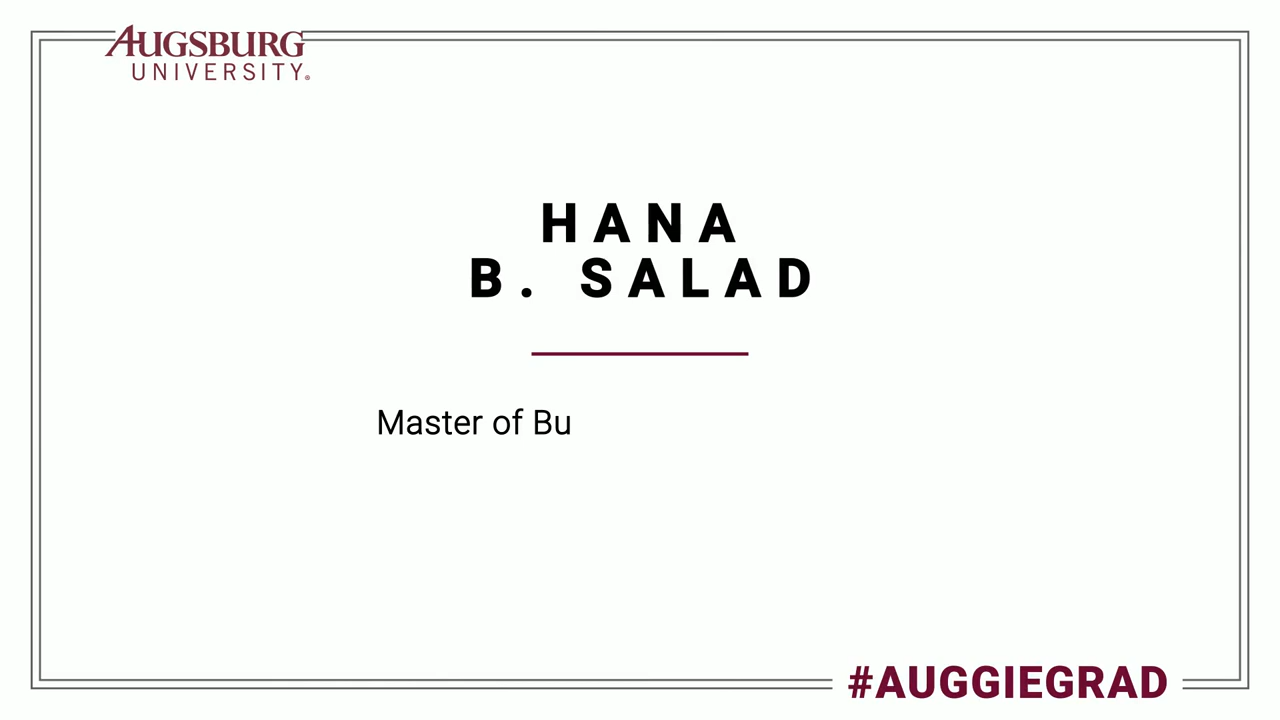 AUGSBURG
UNIVERSITY®
HANA
B. SALAD
Master of Bu
#AUGGIEGRAD